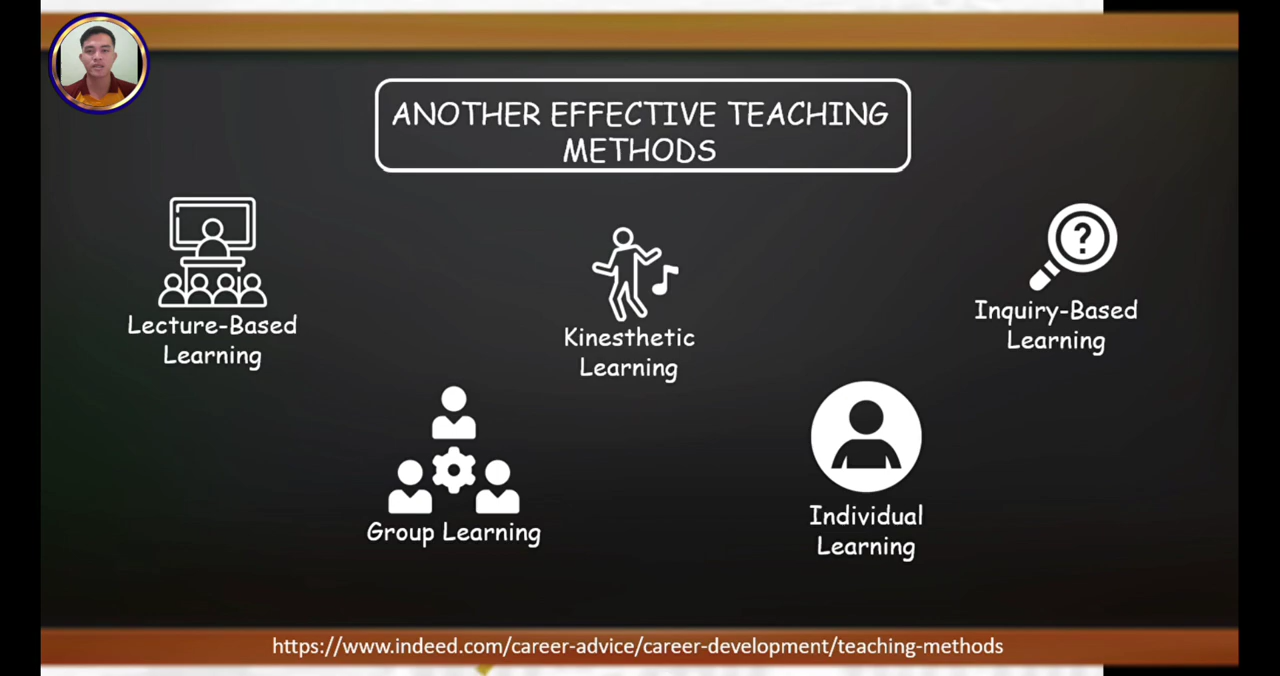 ANOTHER EFFECTIVE TEACHING
METHODS
Lecture-Based
Learning
Kinesthetic
Learning
Inquiry-Based
Learning
Group Learning
Individual
Learning
https://www.indeed.com/career-advice/career-development/teaching-methods